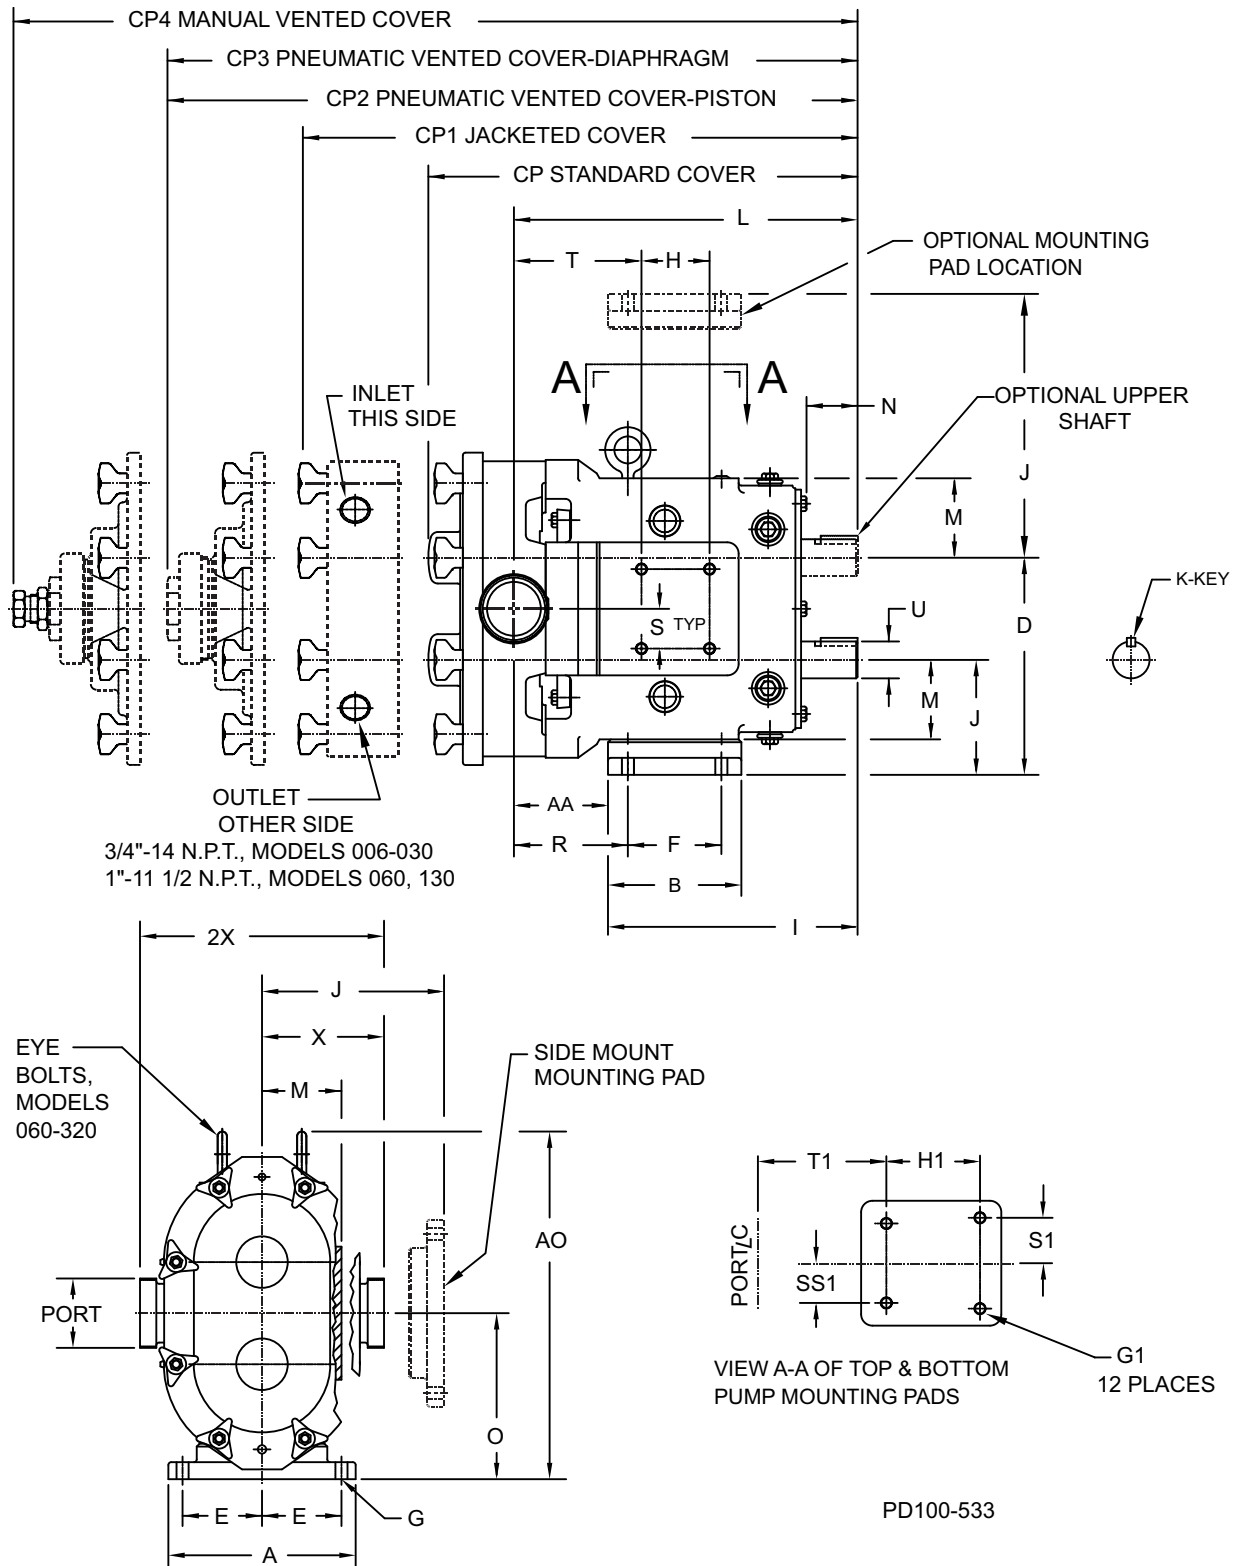 CP4 MANUAL VENTED COVER
CP3 PNEUMATIC VENTED COVER-DIAPHRAGM
CP2 PNEUMATIC VENTED COVER-PISTON
CP1 JACKETED COVER
CP STANDARD COVER
L
T
H
OPTIONAL MOUNTING
PAD LOCATION
A
A
INLET
THIS SIDE
N
OPTIONAL UPPER
SHAFT
J
M
K-KEY
U
S TYP
D
M
J
OUTLET
OTHER SIDE
3/4"-14 N.P.T., MODELS 006-030
1"-11 1/2 N.P.T., MODELS 060, 130
AA
R
F
B
I
2X
J
X
M
EYE
BOLTS,
MODELS
060-320
SIDE MOUNT
MOUNTING PAD
PORT
AO
O
E
E
G
A
T1
H1
PORT L/C
SS1
S1
VIEW A-A OF TOP & BOTTOM
PUMP MOUNTING PADS
G1
12 PLACES
PD100-533